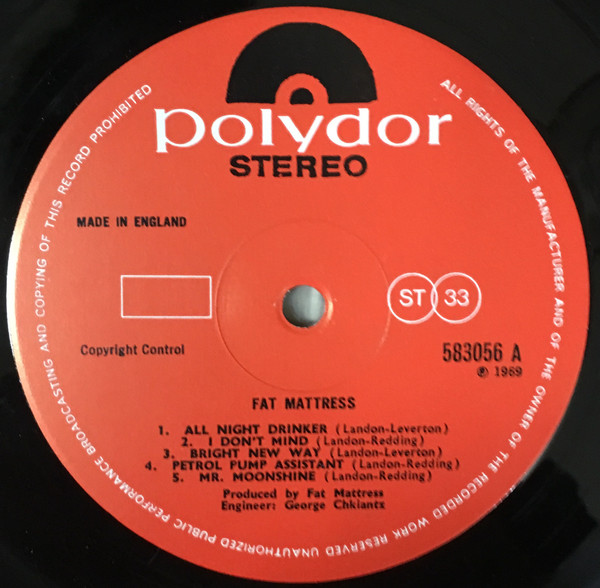 polydor
STEREO
ALL RIGHTS OF THE MANUFACTURER AND OF THE OWNER OF THE RECORDED WORK RESERVED UNAUTHORIZED PUBLIC PERFORMANCE BROADCASTING AND COPYING OF THIS RECORD PROHIBITED
MADE IN ENGLAND
ST 33
Copyright Control
583056 A
℗ 1969
FAT MATTRESS
1. ALL NIGHT DRINKER (Landon-Leverton)
2. I DON'T MIND (Landon-Redding)
3. BRIGHT NEW WAY (Landon-Leverton)
4. PETROL PUMP ASSISTANT (Landon-Redding)
5. MR. MOONSHINE (Landon-Redding)
Produced by Fat Mattress
Engineer: George Chkiantz